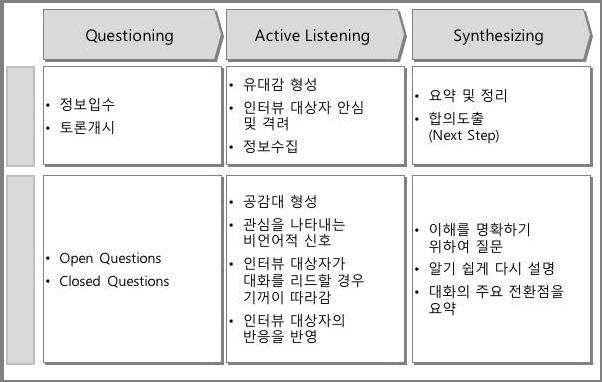 Questioning
Active Listening
Synthesizing
• 정보입수
• 토론개시
• 유대감 형성
• 인터뷰 대상자 안심
및 격려
• 정보수집
• 요약 및 정리
• 합의도출
(Next Step)
• Open Questions
• Closed Questions
• 공감대 형성
• 관심을 나타내는
비언어적 신호
• 인터뷰 대상자가
대화를 리드할 경우
기꺼이 따라감
• 인터뷰 대상자의
반응을 반영
• 이해를 명확하기
위하여 질문
• 알기 쉽게 다시 설명
• 대화의 주요 전환점을
요약